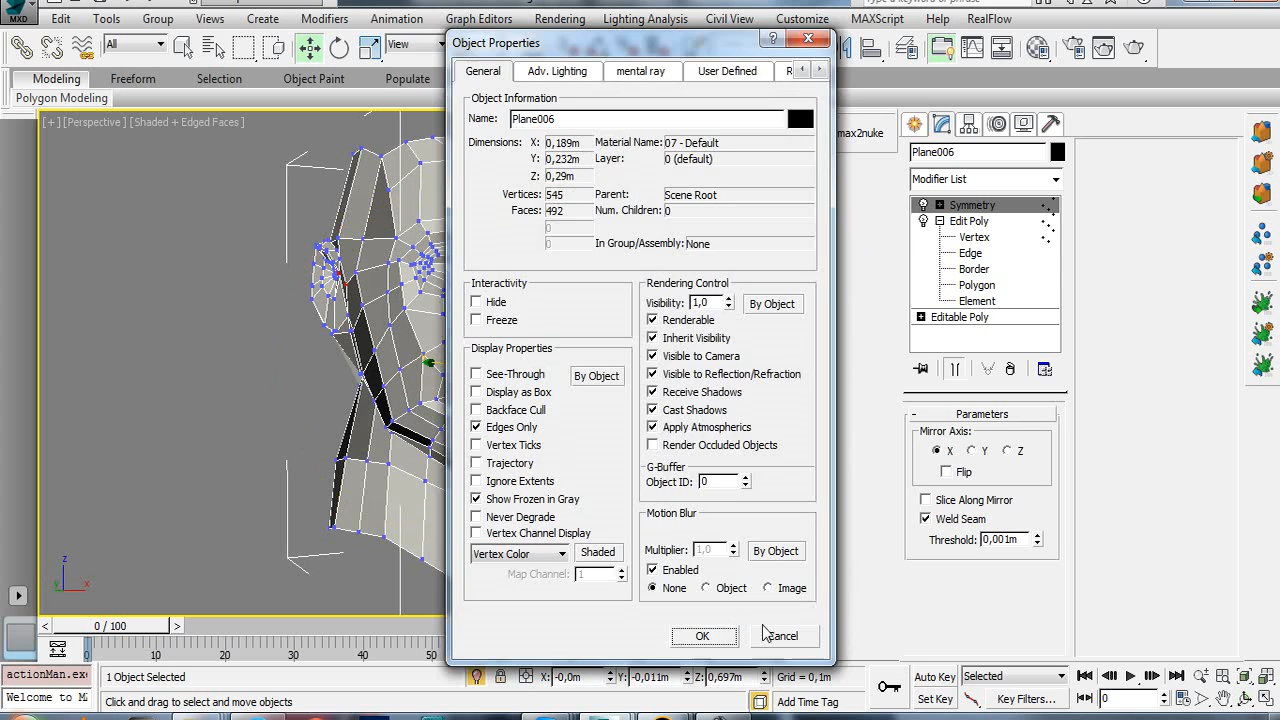 MXD
Edit Tools Group Views Create Modifiers Animation Graph Editors Rendering Lighting Analysis Civil View Customize MAXScript Help RealFlow
All View
Modeling Freeform Selection Object Paint Populate
Polygon Modeling
[+] [Perspective] [Shaded + Edged Faces]
Object Properties
General Adv. Lighting mental ray User Defined
Object Information
Name: Plane006
Dimensions: X: 0,189m Material Name: 07 - Default
Y: 0,232m Layer: 0 (default)
Z: 0,29m
Vertices: 545 Parent: Scene Root
Faces: 492 Num. Children: 0
0
0 In Group/Assembly: None
Interactivity
Hide
Freeze
Display Properties
See-Through By Object
Display as Box
Backface Cull
Edges Only
Vertex Ticks
Trajectory
Ignore Extents
Show Frozen in Gray
Never Degrade
Vertex Channel Display
Vertex Color Shaded
Map Channel: 1
Rendering Control
Visibility: 1,0 By Object
Renderable
Inherit Visibility
Visible to Camera
Visible to Reflection/Refraction
Receive Shadows
Cast Shadows
Apply Atmospherics
Render Occluded Objects
G-Buffer
Object ID: 0
Motion Blur
Multiplier: 1,0 By Object
Enabled
None Object Image
OK Cancel
max2nuke
Plane006
Modifier List
Symmetry
Edit Poly
Vertex
Edge
Border
Polygon
Element
Editable Poly
- Parameters
Mirror Axis:
X Y Z
Flip
Slice Along Mirror
Weld Seam
Threshold: 0,001m
z
y
x
< 0 / 100 >
0 10 20 30 40 50 90 100
actionMan.ex 1 Object Selected X: -0,0m Y: -0,011m Z: 0,697m Grid = 0,1m Auto Key Selected
Welcome to M Click and drag to select and move objects Add Time Tag Set Key Key Filters... 0